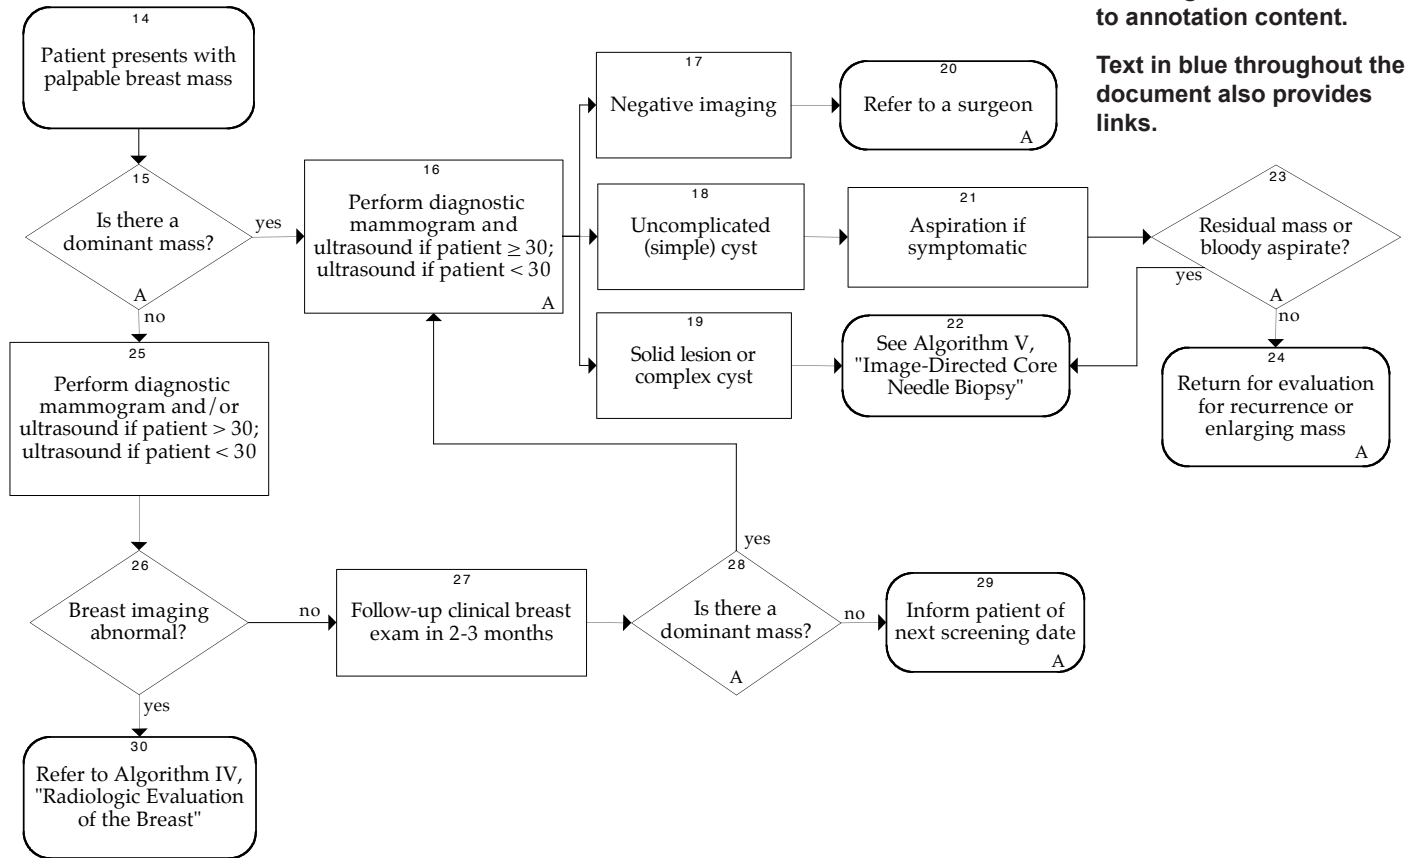 to annotation content.
Text in blue throughout the
document also provides
links.
14
Patient presents with
palpable breast mass
15
Is there a
dominant mass?
A
yes
no
16
Perform diagnostic
mammogram and
ultrasound if patient ≥ 30;
ultrasound if patient < 30
A
17
Negative imaging
20
Refer to a surgeon
A
18
Uncomplicated
(simple) cyst
21
Aspiration if
symptomatic
23
Residual mass or
bloody aspirate?
A
yes
no
19
Solid lesion or
complex cyst
22
See Algorithm V,
"Image-Directed Core
Needle Biopsy"
24
Return for evaluation
for recurrence or
enlarging mass
A
25
Perform diagnostic
mammogram and/or
ultrasound if patient > 30;
ultrasound if patient < 30
26
Breast imaging
abnormal?
no
yes
27
Follow-up clinical breast
exam in 2-3 months
28
Is there a
dominant mass?
A
yes
no
29
Inform patient of
next screening date
A
30
Refer to Algorithm IV,
"Radiologic Evaluation
of the Breast"